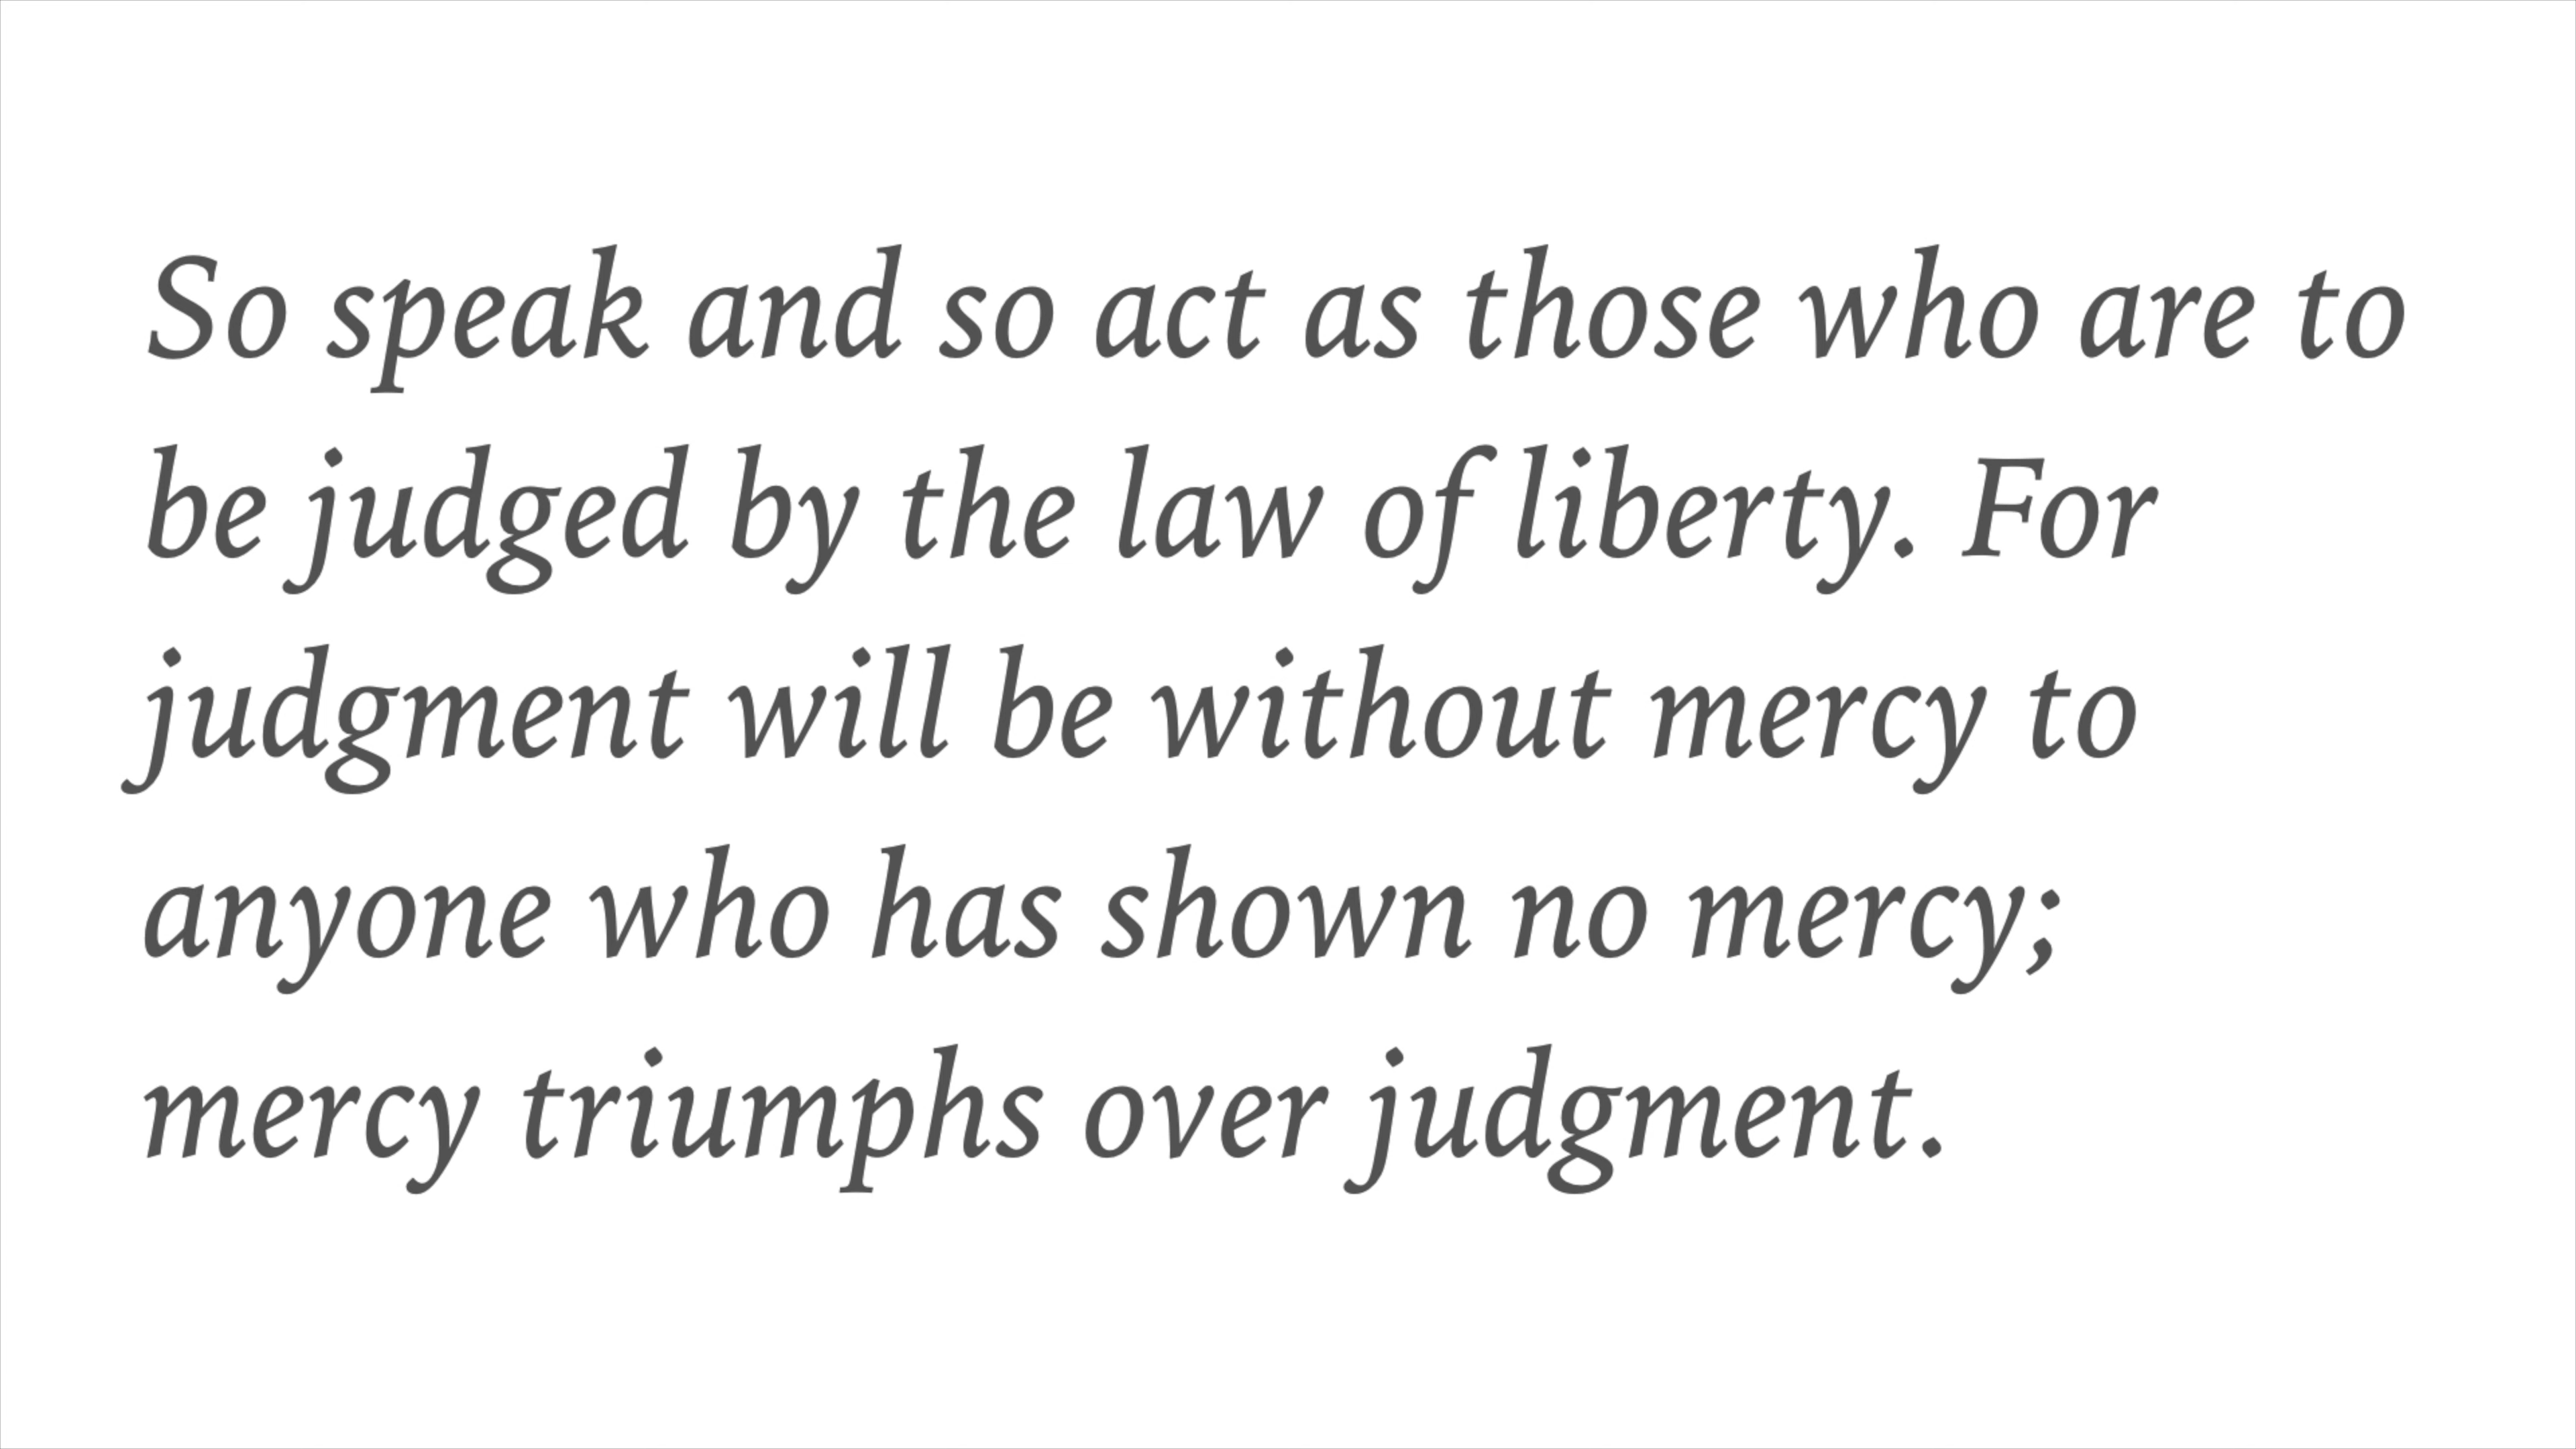 So speak and so act as those who are to
be judged by the law of liberty. For
judgment will be without mercy to
anyone who has shown no mercy;
mercy triumphs over judgment.